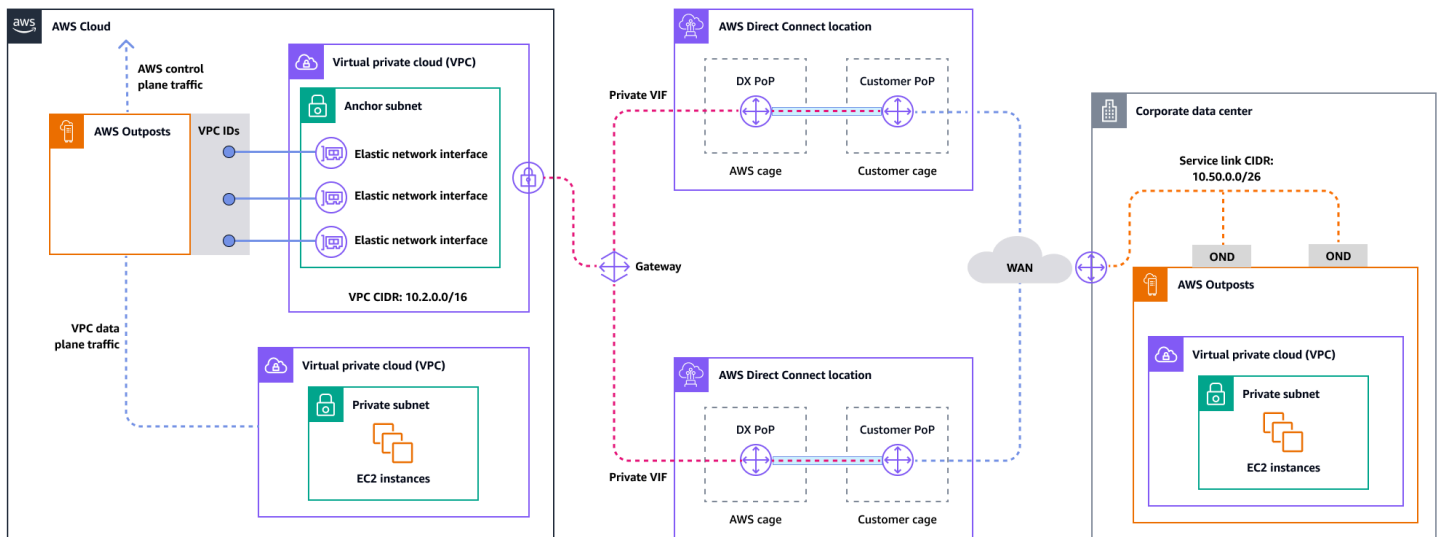 aws
AWS Cloud
AWS control
plane traffic
AWS Outposts
VPC IDs
Virtual private cloud (VPC)
Anchor subnet
Elastic network interface
Elastic network interface
Elastic network interface
VPC CIDR: 10.2.0.0/16
VPC data
plane traffic
Virtual private cloud (VPC)
Private subnet
EC2 instances
Gateway
Private VIF
AWS Direct Connect location
DX PoP
Customer PoP
AWS cage
Customer cage
Private VIF
AWS Direct Connect location
DX PoP
Customer PoP
AWS cage
Customer cage
WAN
Corporate data center
Service link CIDR:
10.50.0.0/26
OND
OND
AWS Outposts
Virtual private cloud (VPC)
Private subnet
EC2 instances